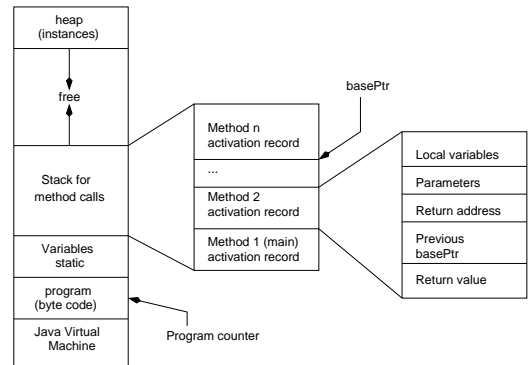 heap
(instances)
free
Stack for
method calls
Variables
static
program
(byte code)
Java Virtual
Machine
Program counter
Method n
activation record
...
Method 2
activation record
Method 1 (main)
activation record
basePtr
Local variables
Parameters
Return address
Previous
basePtr
Return value